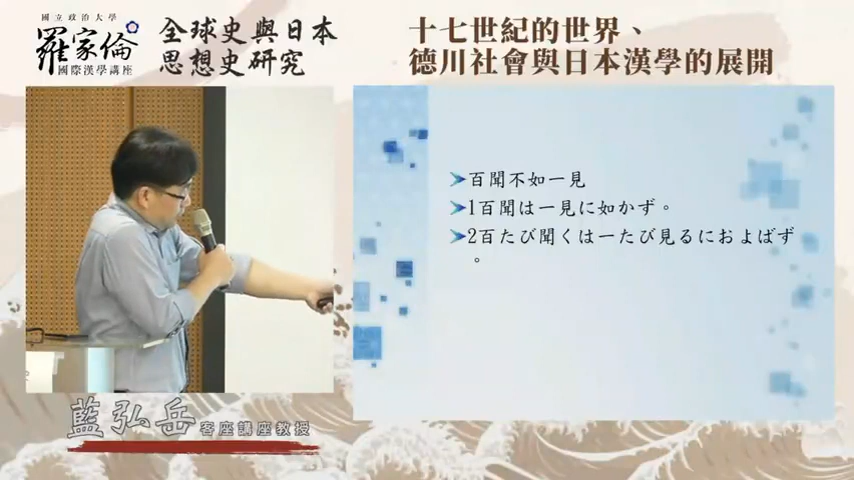 國立政治大學
羅家倫
國際漢學講座
全球史與日本
思想史研究
十七世紀的世界、
德川社會與日本漢學的展開
百聞不如一見
1百聞は一見に如かず。
2百たび聞くは一たび見るにおよばず
。
藍弘岳 客座講座教授